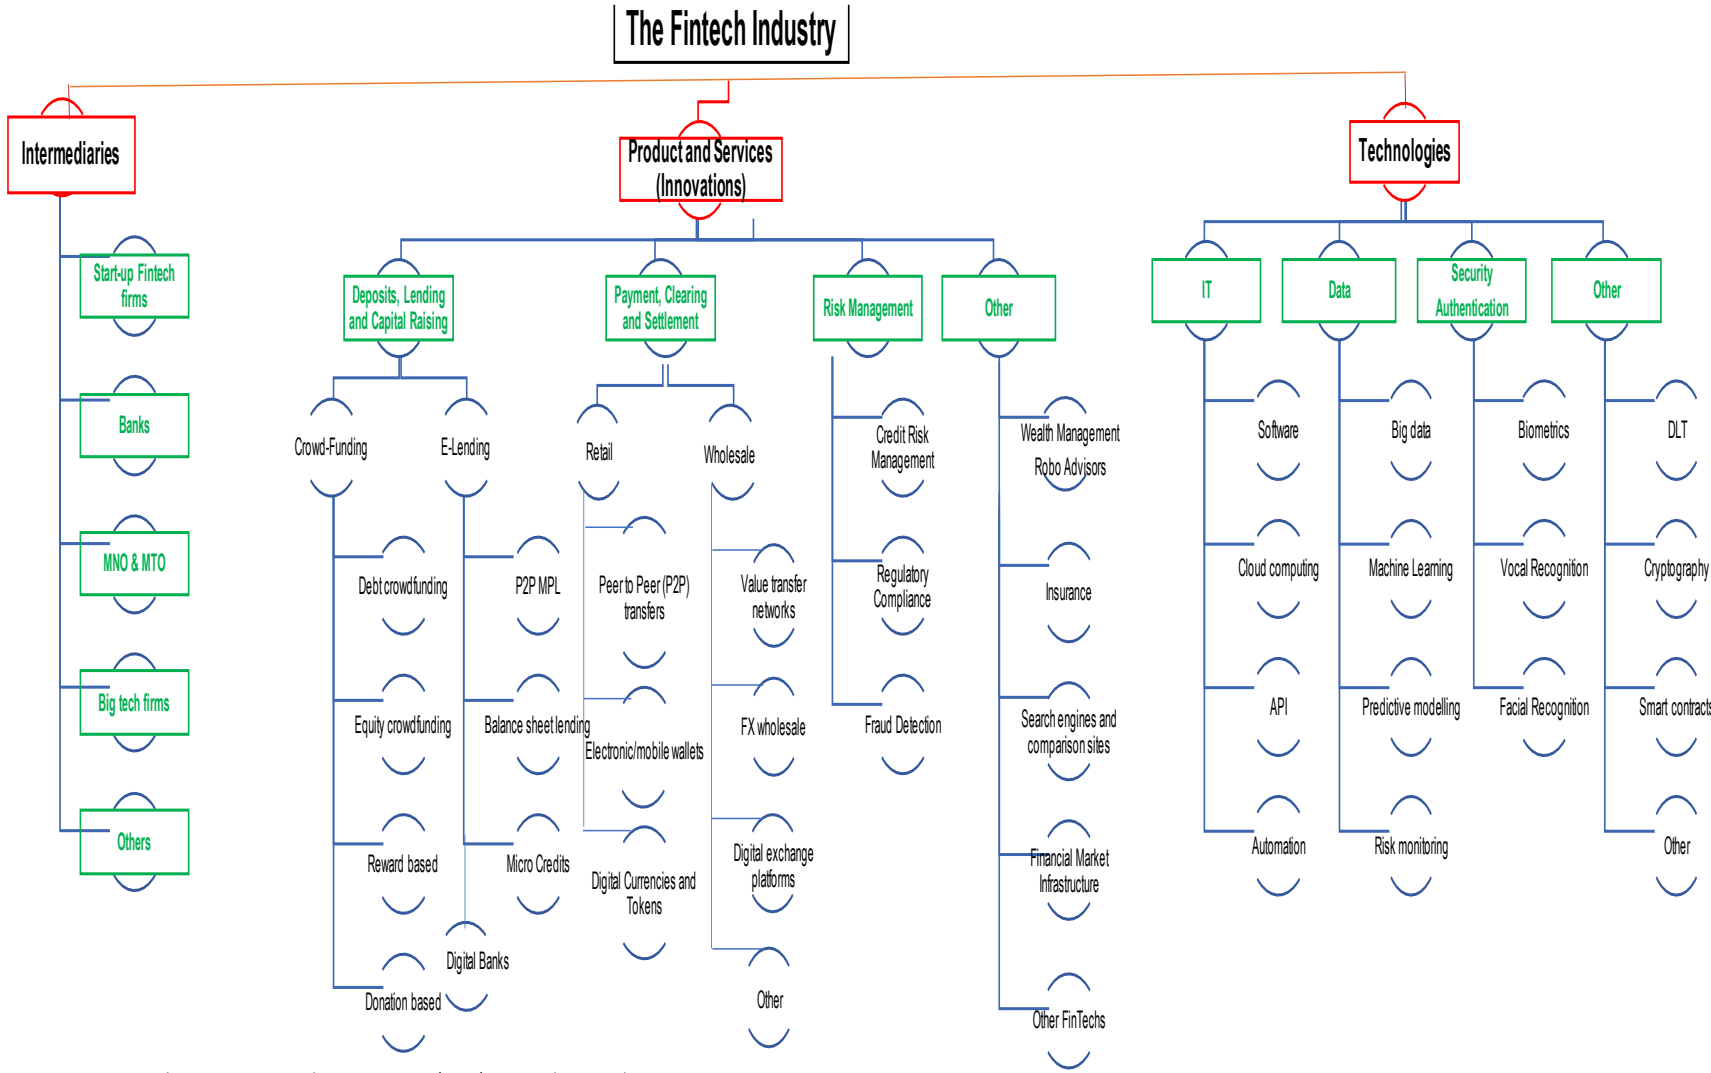 The Fintech Industry
Intermediaries
Product and Services
(Innovations)
Technologies
Start-up Fintech
firms
Banks
MNO & MTO
Big tech firms
Others
Deposits, Lending
and Capital Raising
Payment, Clearing
and Settlement
Risk Management
Other
IT
Data
Security
Authentication
Other
Crowd-Funding
E-Lending
Retail
Wholesale
Debt crowdfunding
Equity crowdfunding
Reward based
Donation based
P2P MPL
Balance sheet lending
Micro Credits
Digital Banks
Peer to Peer (P2P)
transfers
Electronic/mobile wallets
Digital Currencies and
Tokens
Value transfer
networks
FX wholesale
Digital exchange
platforms
Other
Credit Risk
Management
Regulatory
Compliance
Fraud Detection
Wealth Management
Robo Advisors
Insurance
Search engines and
comparison sites
Financial Market
Infrastructure
Other FinTechs
Software
Cloud computing
API
Automation
Big data
Machine Learning
Predictive modelling
Risk monitoring
Biometrics
Vocal Recognition
Facial Recognition
DLT
Cryptography
Smart contracts
Other